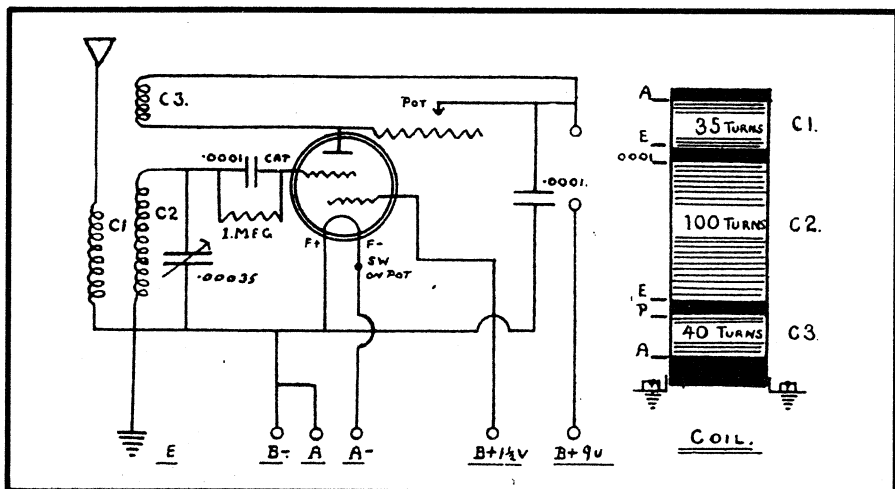 C3.
POT
.0001 CAT
C1
C2
1.MEG
.00035
F+
F-
SW
ON POT
.0001.
E
B-
A
A-
B+1½V
B+9V
A
35 TURNS
C1.
E
.0001
100 TURNS
C2.
E
P
40 TURNS
C3.
A
COIL.